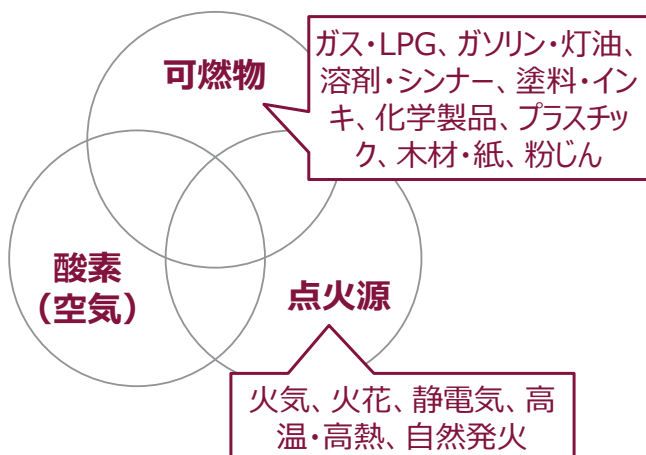 可燃物
ガス・LPG、ガソリン・灯油、
溶剤・シンナー、塗料・イン
キ、化学製品、プラスチッ
ク、木材・紙、粉じん
酸素
（空気）
点火源
火気、火花、静電気、高
温・高熱、自然発火